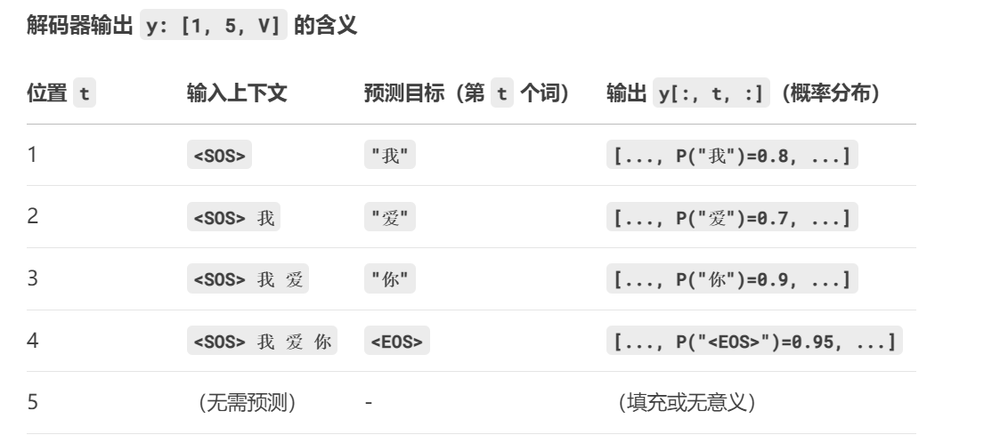 解码器输出 y: [1, 5, V] 的含义
位置 t 输入上下文 预测目标（第 t 个词） 输出 y[:, t, :]（概率分布）
1 <SOS> "我" [..., P("我")=0.8, ...]
2 <SOS> 我 "爱" [..., P("爱")=0.7, ...]
3 <SOS> 我 爱 "你" [..., P("你")=0.9, ...]
4 <SOS> 我 爱 你 <EOS> [..., P("<EOS>")=0.95, ...]
5 （无需预测） - （填充或无意义）